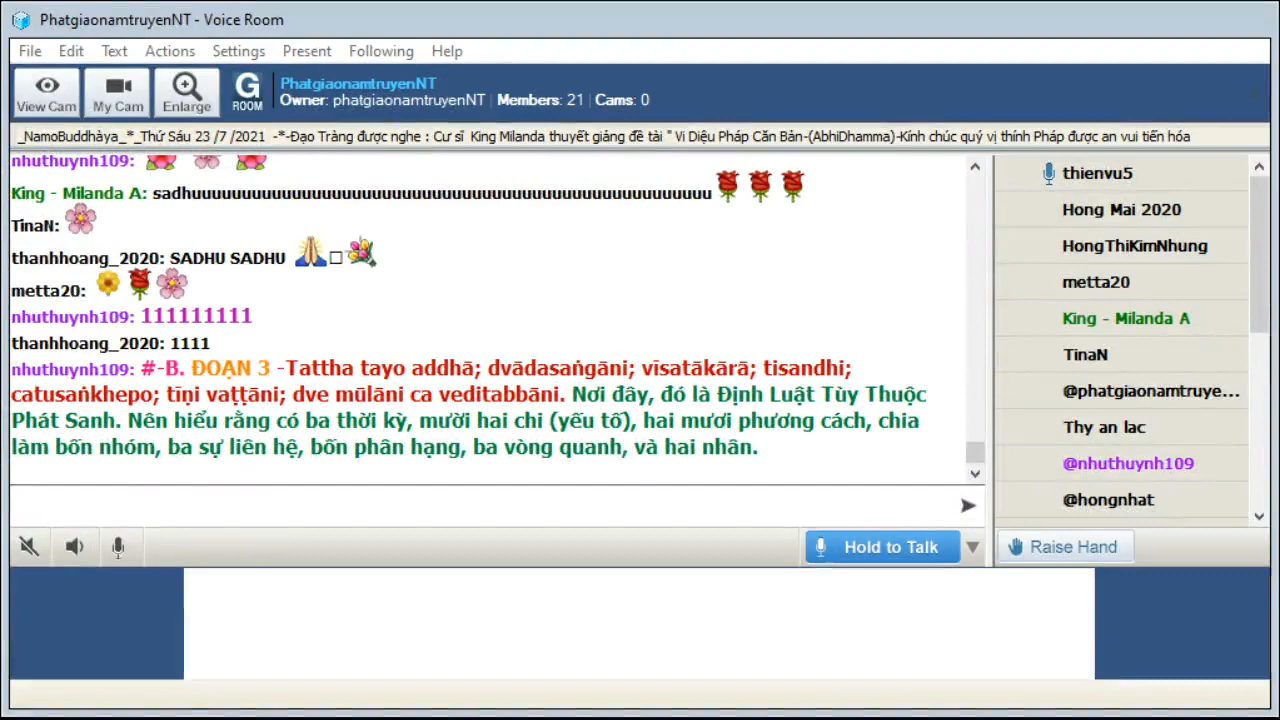 PhatgiaonamtruyenNT - Voice Room
File Edit Text Actions Settings Present Following Help
View Cam My Cam Enlarge G ROOM
PhatgiaonamtruyenNT
Owner: phatgiaonamtruyenNT | Members: 21 | Cams: 0
_NamoBuddhàya_*_Thứ Sáu 23 /7 /2021 -*-Đạo Tràng được nghe : Cư sĩ King Milanda thuyết giảng đề tài " Vi Diệu Pháp Căn Bản-(AbhiDhamma)-Kính chúc quý vị thính Pháp được an vui tiến hóa
nhuthuynh109:
King - Milanda A: sadhuuuuuuuuuuuuuuuuuuuuuuuuuuuuuuuuuuuuuuuuuuuuuuuuuuu
TinaN:
thanhhoang_2020: SADHU SADHU
metta20:
nhuthuynh109: 111111111
thanhhoang_2020: 1111
nhuthuynh109: #-B. ĐOẠN 3 -Tattha tayo addhā; dvādasaṅgāni; vīsatākārā; tisandhi;
catusaṅkhepo; tīṇi vaṭṭāni; dve mūlāni ca veditabbāni. Nơi đây, đó là Định Luật Tùy Thuộc
Phát Sanh. Nên hiểu rằng có ba thời kỳ, mười hai chi (yếu tố), hai mươi phương cách, chia
làm bốn nhóm, ba sự liên hệ, bốn phân hạng, ba vòng quanh, và hai nhân.
thienvu5
Hong Mai 2020
HongThiKimNhung
metta20
King - Milanda A
TinaN
@phatgiaonamtruye...
Thy an lac
@nhuthuynh109
@hongnhat
Hold to Talk
Raise Hand